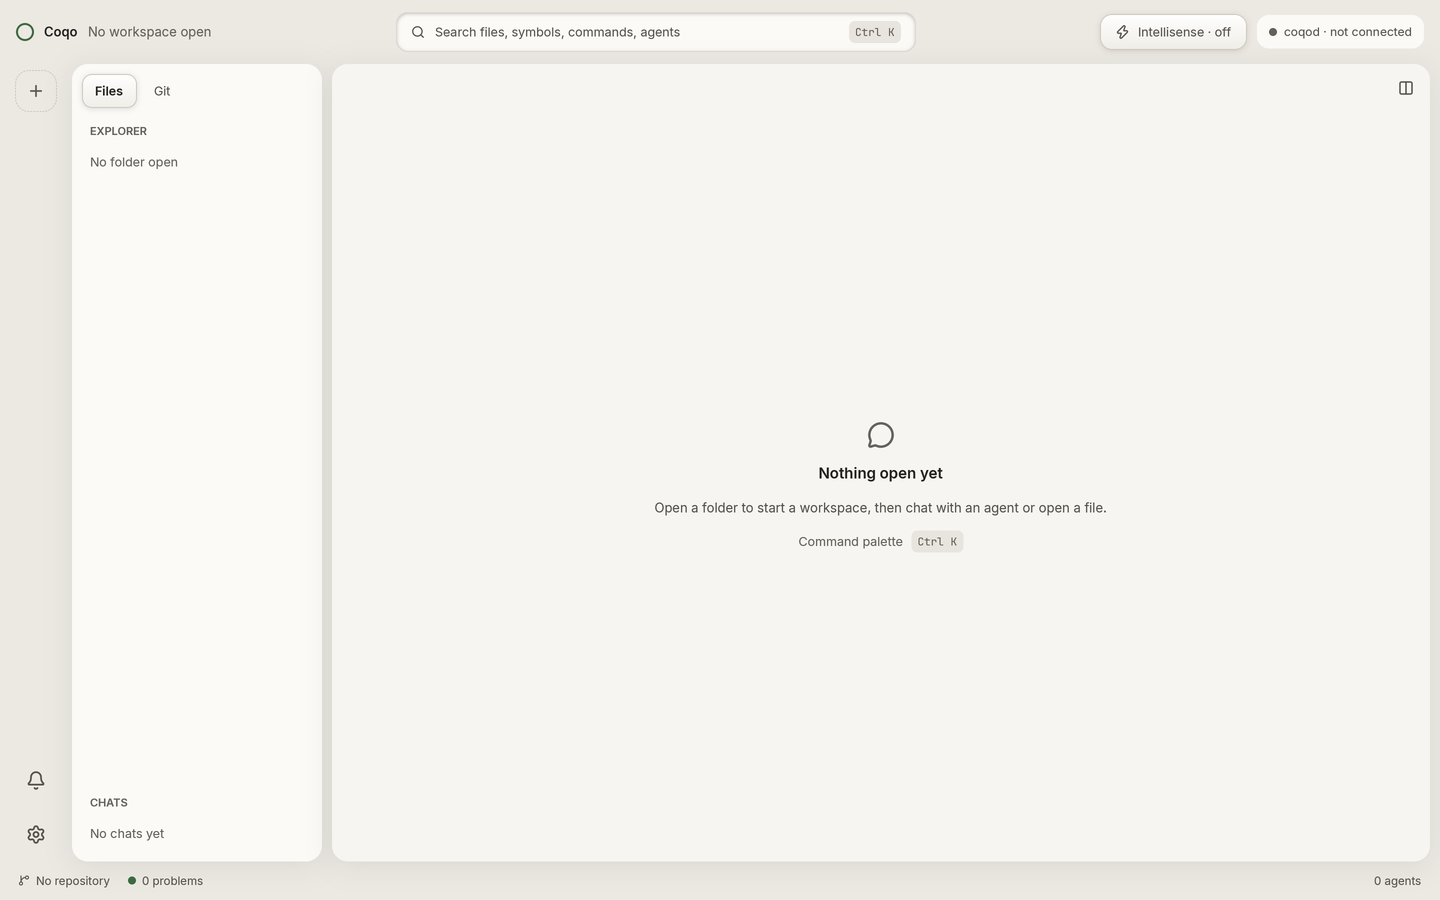 Coqo No workspace open
Search files, symbols, commands, agents Ctrl K
Intellisense · off
coqod · not connected
Files Git
EXPLORER
No folder open
Nothing open yet
Open a folder to start a workspace, then chat with an agent or open a file.
Command palette Ctrl K
CHATS
No chats yet
No repository 0 problems
0 agents